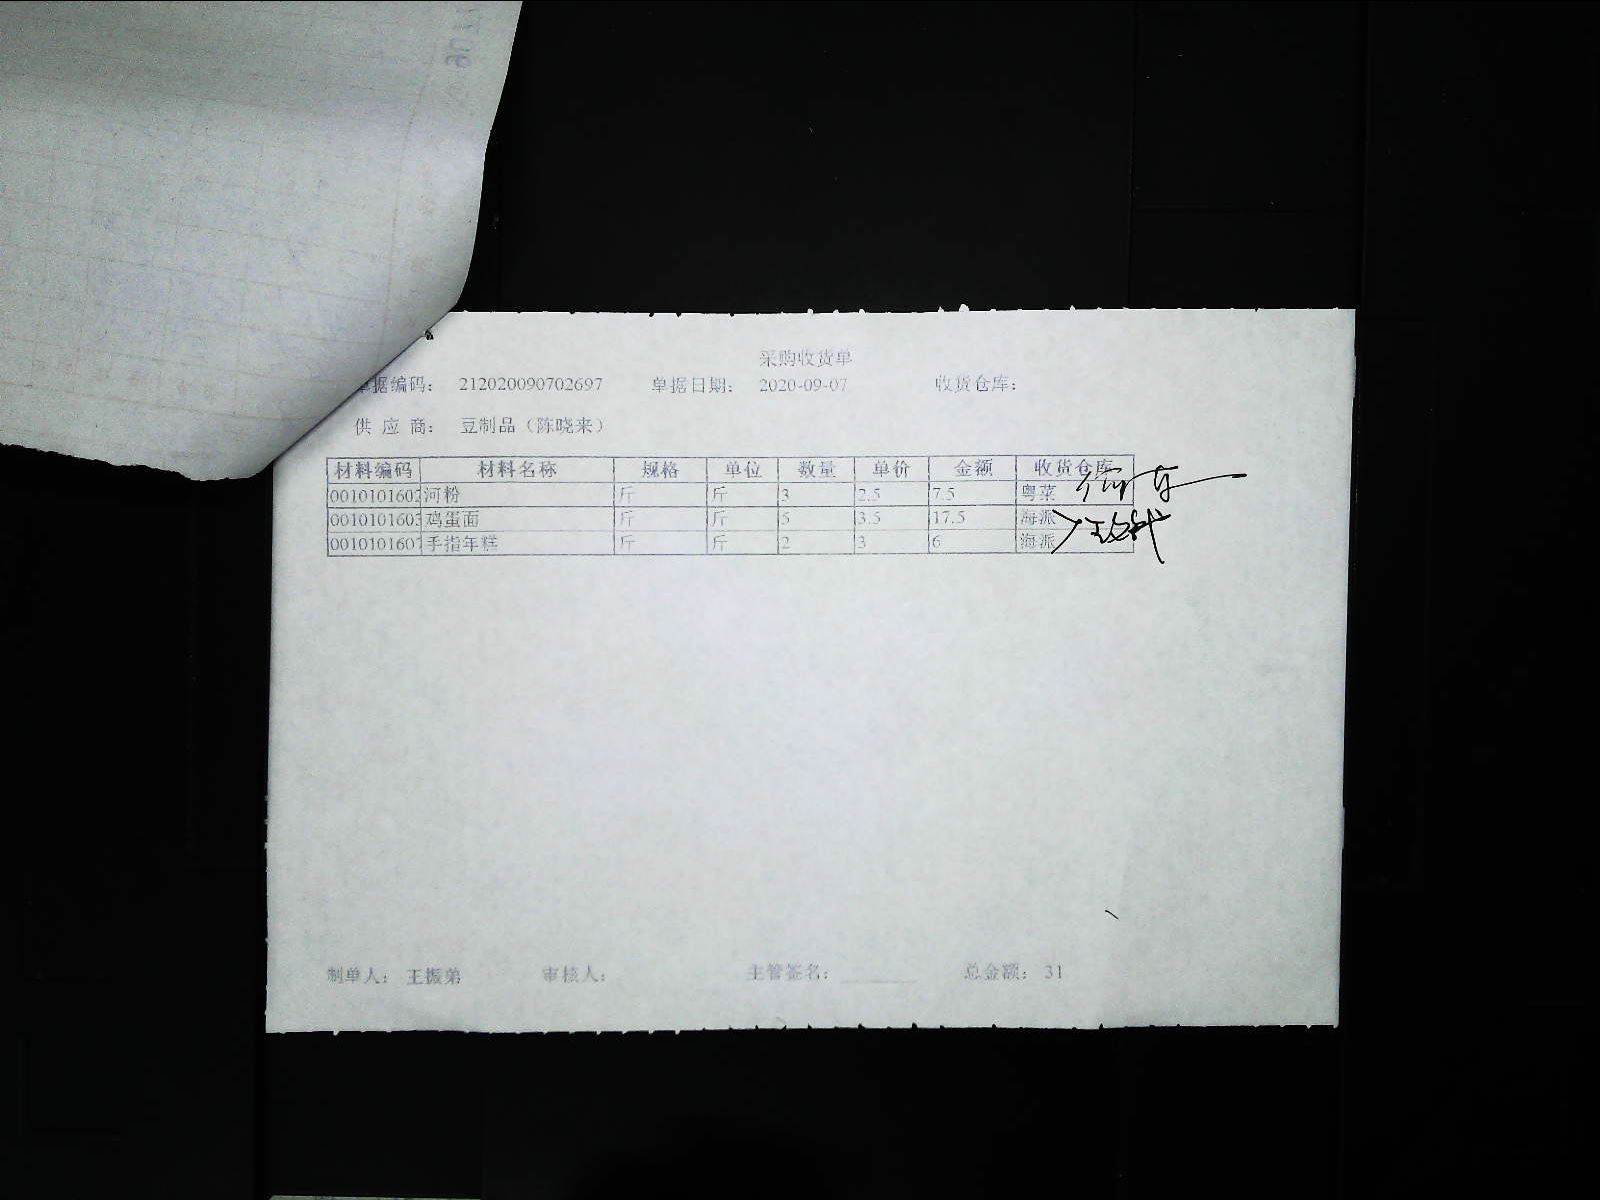 采购收货单
单据编码： 212020090702697 单据日期： 2020-09-07 收货仓库：
供 应 商： 豆制品（陈晓来）
材料编码 材料名称 规格 单位 数量 单价 金额 收货仓库
0010101602 河粉 斤 斤 3 2.5 7.5 粤菜
0010101603 鸡蛋面 斤 斤 5 3.5 17.5 海派
0010101607 手指年糕 斤 斤 2 3 6 海派
制单人： 王振弟 审核人： 主管签名： 总金额： 31